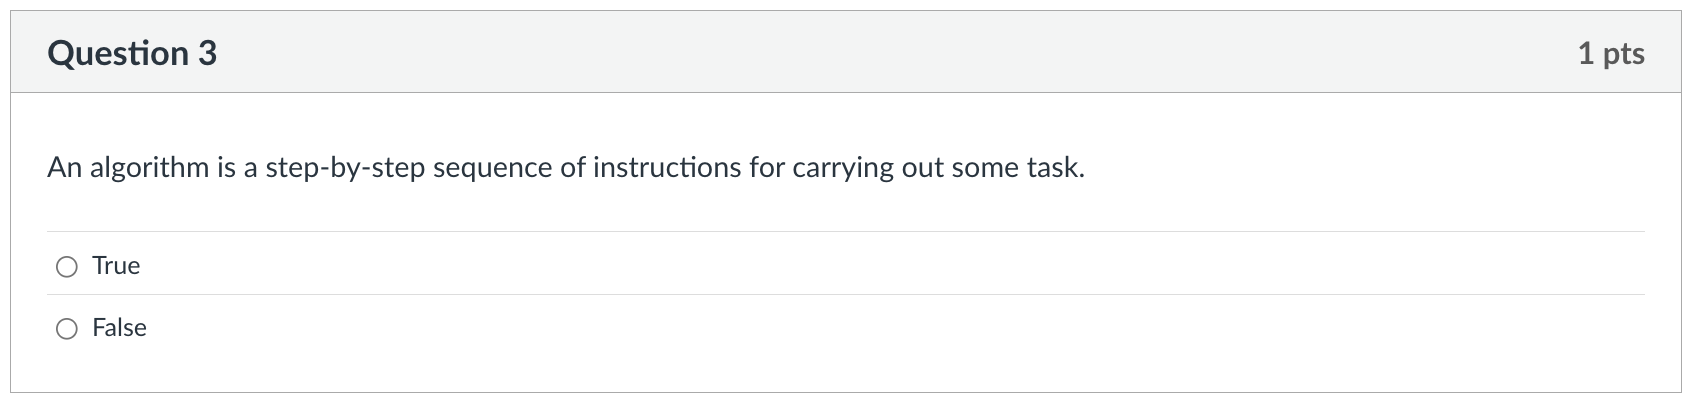 Question 3
1 pts
An algorithm is a step-by-step sequence of instructions for carrying out some task.
True
False